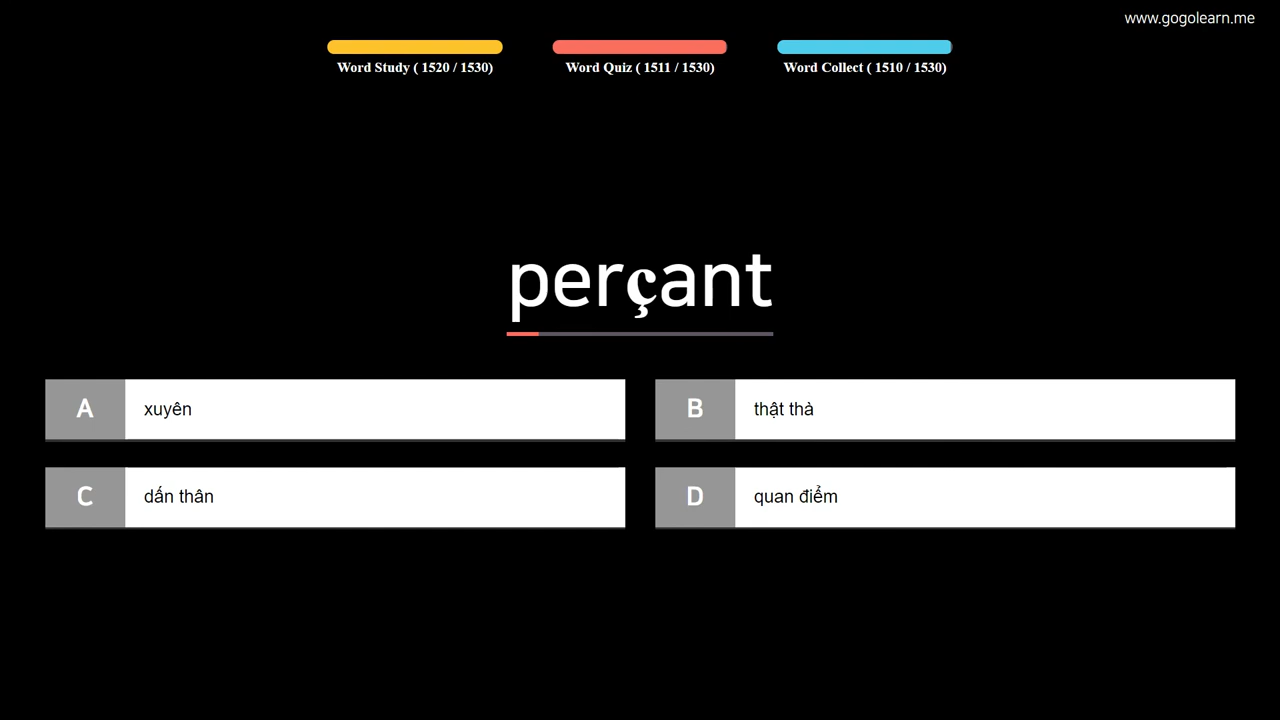 www.gogolearn.me
Word Study ( 1520 / 1530)
Word Quiz ( 1511 / 1530)
Word Collect ( 1510 / 1530)
perçant
A xuyên
B thật thà
C dấn thân
D quan điểm